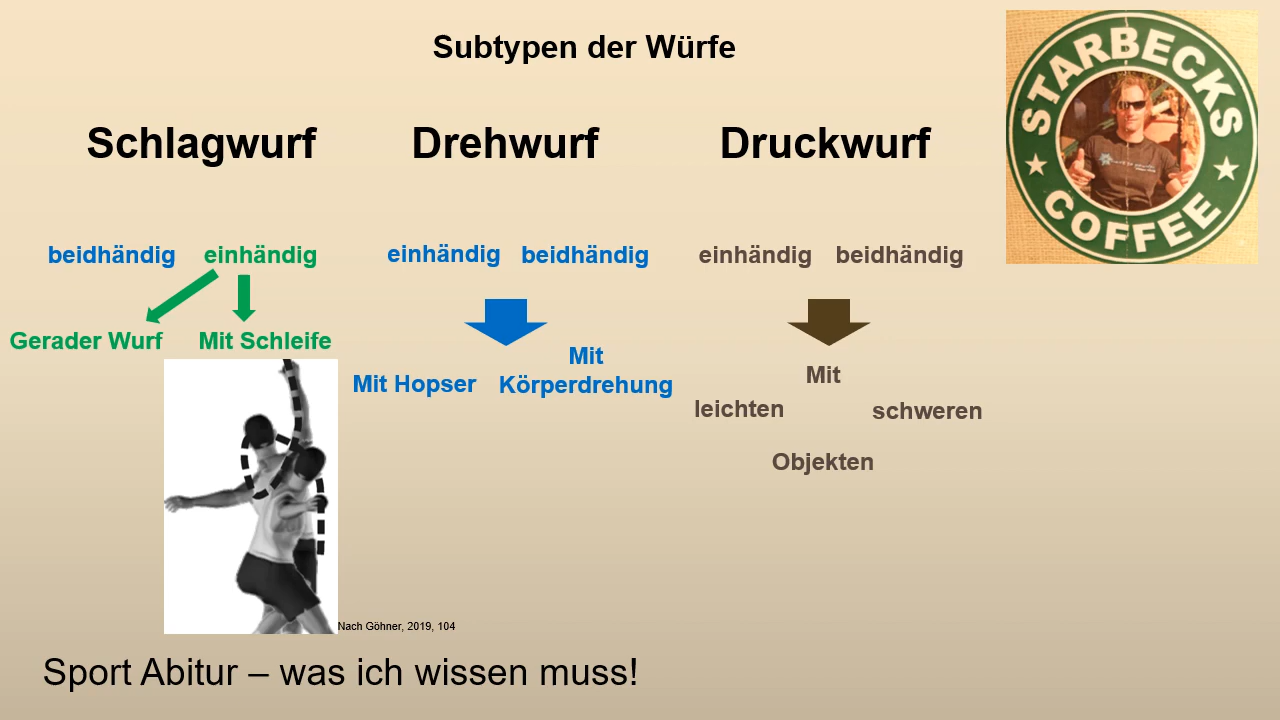 Subtypen der Würfe
STARBECKS
COFFEE
Schlagwurf
Drehwurf
Druckwurf
beidhändig
einhändig
einhändig
beidhändig
einhändig
beidhändig
Gerader Wurf
Mit Schleife
Mit Hopser
Mit
Körperdrehung
Mit
leichten
schweren
Objekten
Nach Göhner, 2019, 104
Sport Abitur – was ich wissen muss!